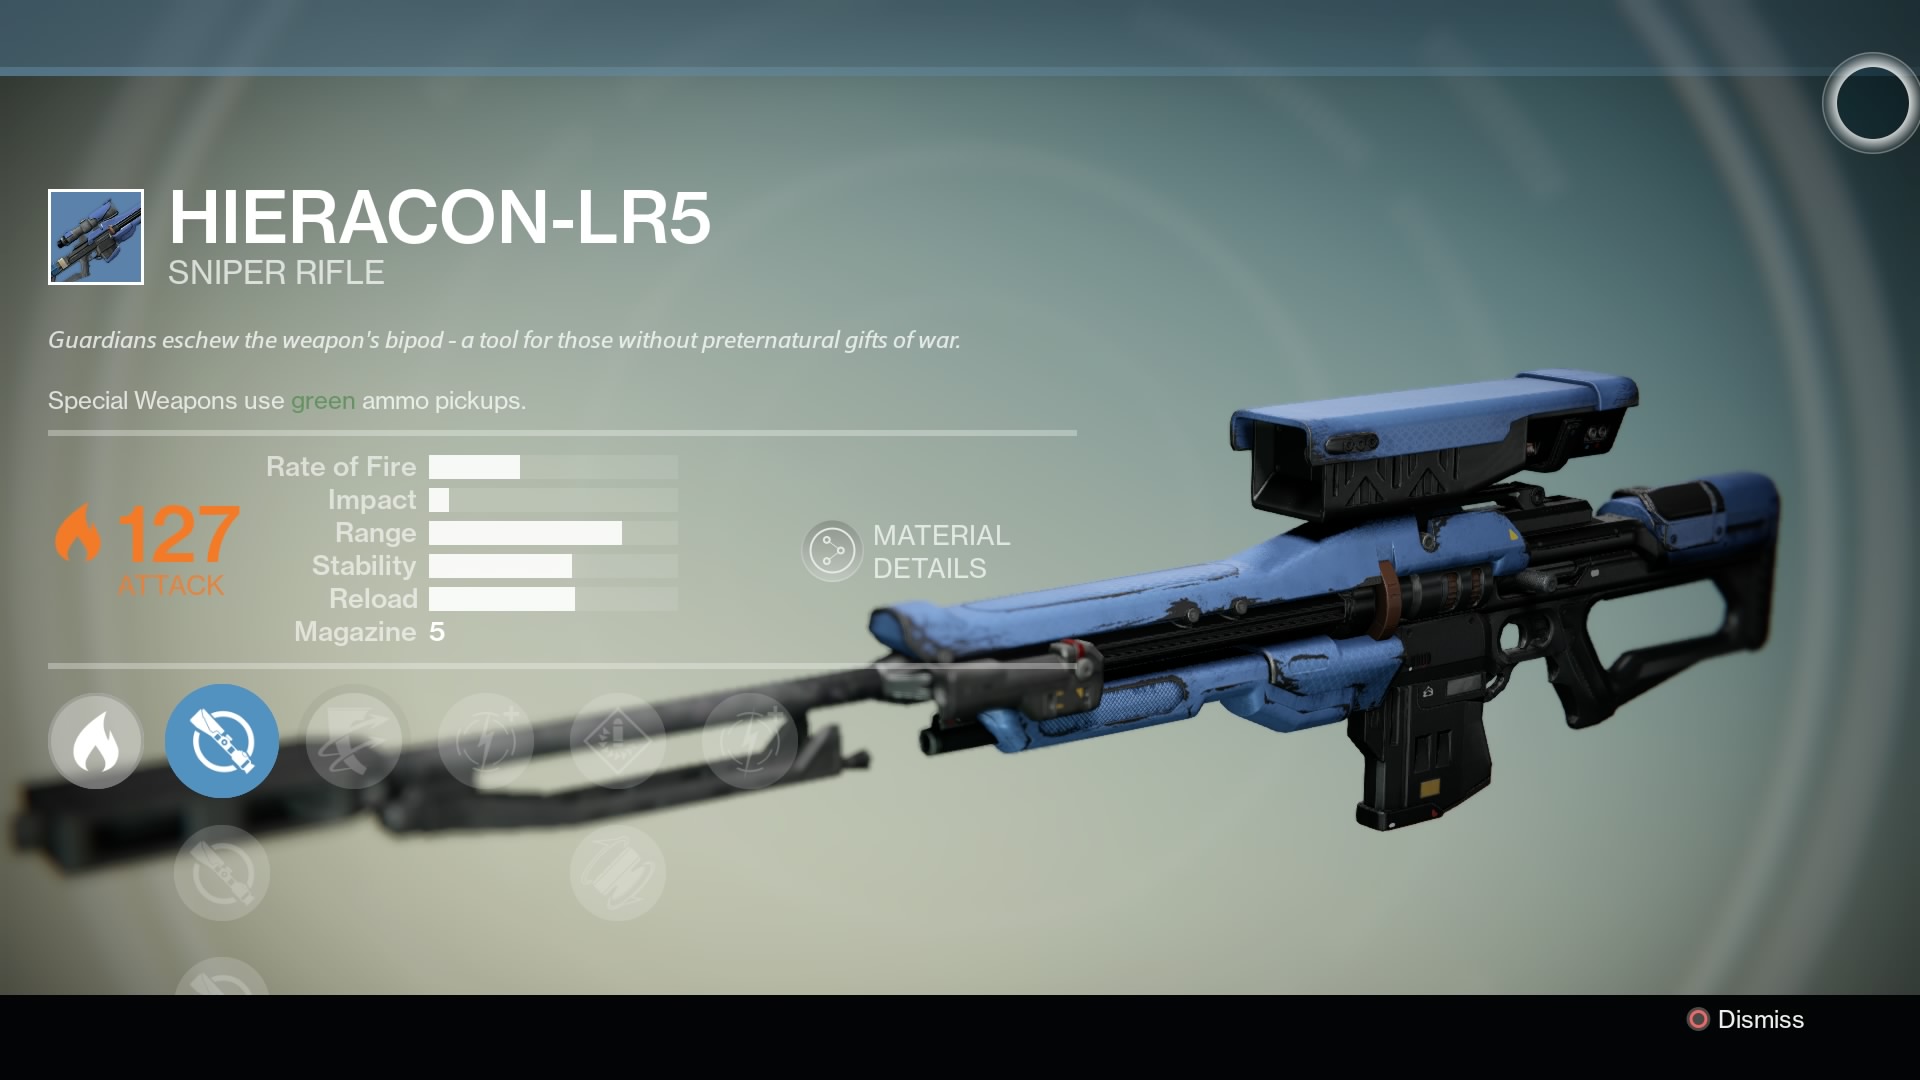 HIERACON-LR5
SNIPER RIFLE
Guardians eschew the weapon's bipod - a tool for those without preternatural gifts of war.
Special Weapons use green ammo pickups.
127
ATTACK
Rate of Fire
Impact
Range
Stability
Reload
Magazine 5
MATERIAL
DETAILS
Dismiss